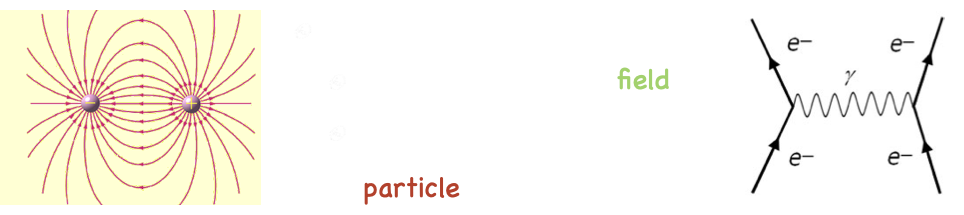 − +
field
particle
e−
e−
γ
e−
e−